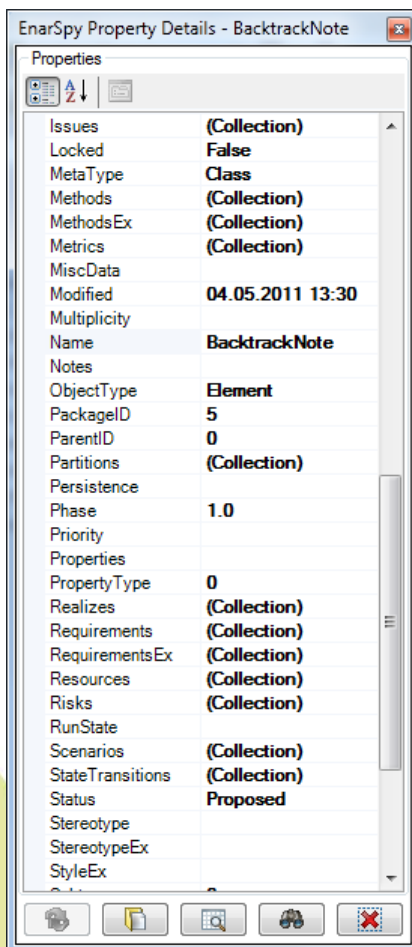 EnarSpy Property Details - BacktrackNote
Properties
Issues (Collection)
Locked False
MetaType Class
Methods (Collection)
MethodsEx (Collection)
Metrics (Collection)
MiscData
Modified 04.05.2011 13:30
Multiplicity
Name BacktrackNote
Notes
ObjectType Element
PackageID 5
ParentID 0
Partitions (Collection)
Persistence
Phase 1.0
Priority
Properties
PropertyType 0
Realizes (Collection)
Requirements (Collection)
RequirementsEx (Collection)
Resources (Collection)
Risks (Collection)
RunState
Scenarios (Collection)
StateTransitions (Collection)
Status Proposed
Stereotype
StereotypeEx
StyleEx